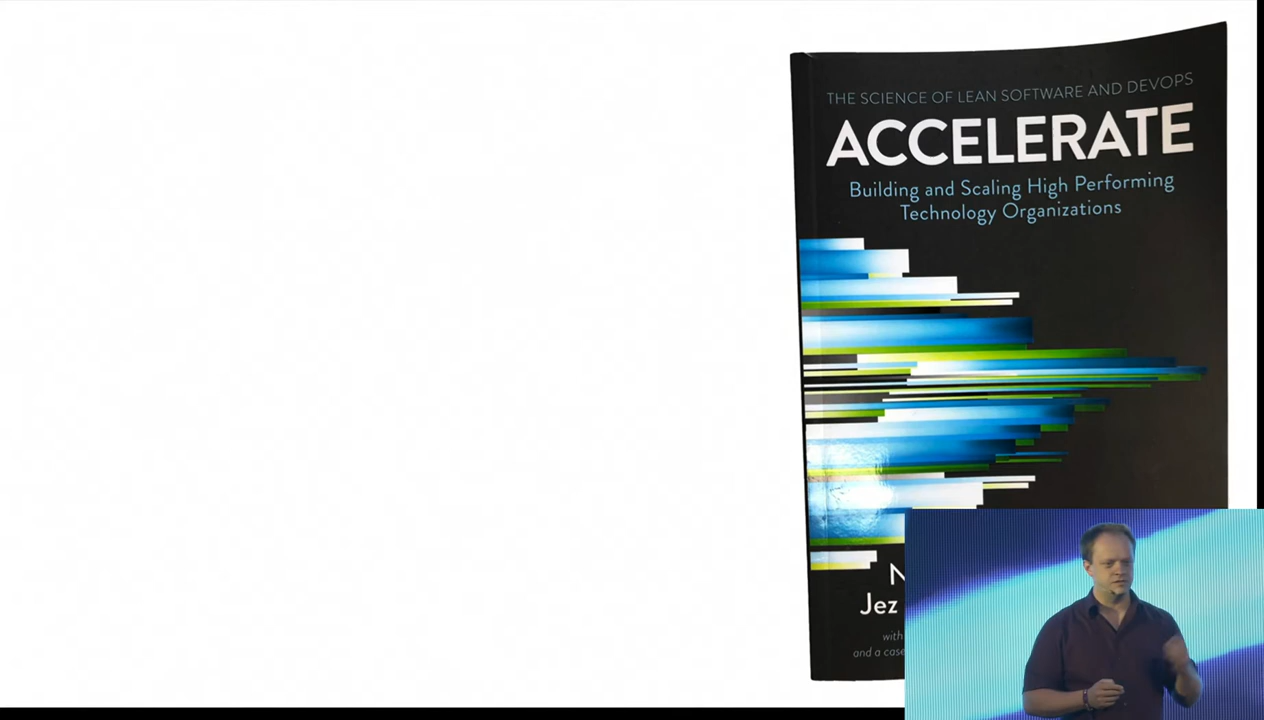 THE SCIENCE OF LEAN SOFTWARE AND DEVOPS
ACCELERATE
Building and Scaling High Performing
Technology Organizations
N
Jez
with
and a case